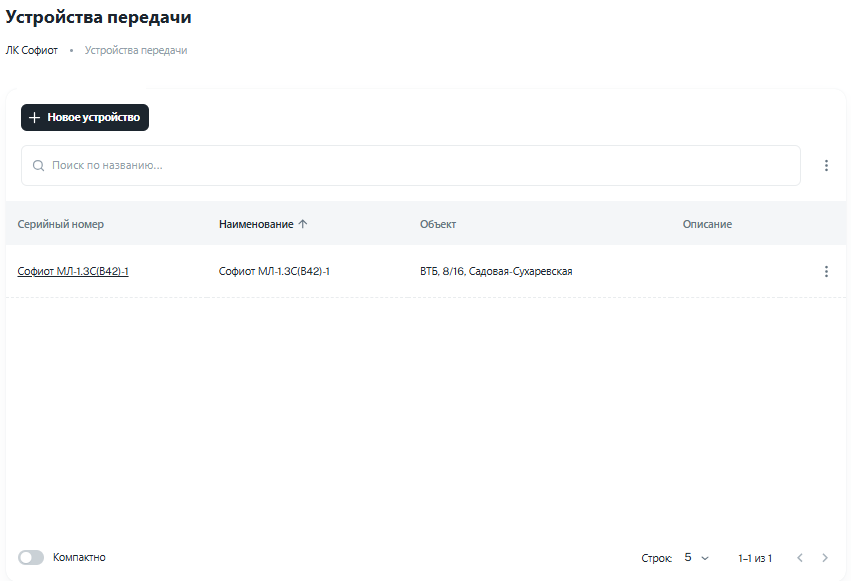 Устройства передачи
ЛК Софиот • Устройства передачи
+ Новое устройство
Поиск по названию...
Серийный номер Наименование ↑ Объект Описание
Софиот МЛ-1.3С(В42)-1 Софиот МЛ-1.3С(В42)-1 ВТБ, 8/16, Садовая-Сухаревская
Компактно Строк: 5 1–1 из 1